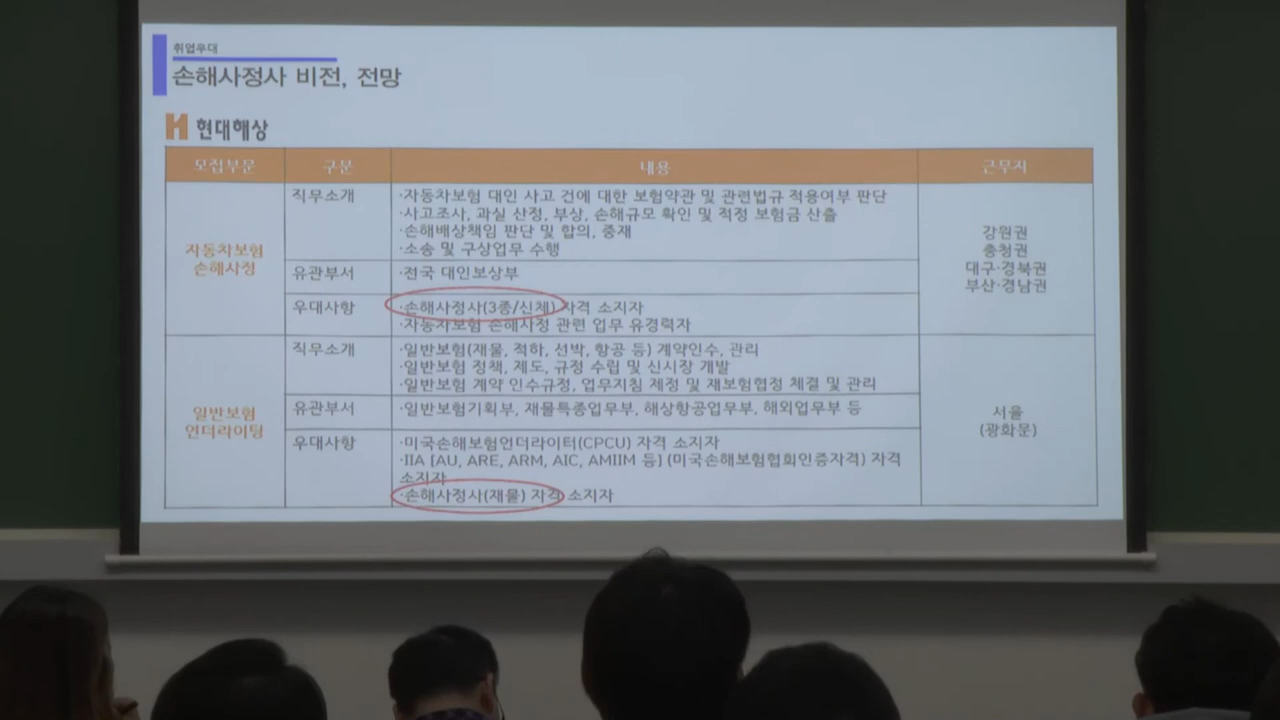 취업우대
손해사정사 비전, 전망
현대해상
모집부문 구분 내용 근무지
자동차보험
손해사정
직무소개
·자동차보험 대인 사고 건에 대한 보험약관 및 관련법규 적용여부 판단
·사고조사, 과실 산정, 부상, 손해규모 확인 및 적정 보험금 산출
·손해배상책임 판단 및 합의, 중재
·소송 및 구상업무 수행
유관부서
·전국 대인보상부
우대사항
·손해사정사(3종/신체) 자격 소지자
·자동차보험 손해사정 관련 업무 유경력자
강원권
충청권
대구·경북권
부산·경남권
일반보험
언더라이팅
직무소개
·일반보험(재물, 적하, 선박, 항공 등) 계약인수, 관리
·일반보험 정책, 제도, 규정 수립 및 신시장 개발
·일반보험 계약 인수규정, 업무지침 제정 및 재보험협정 체결 및 관리
유관부서
·일반보험기획부, 재물특종업무부, 해상항공업무부, 해외업무부 등
우대사항
·미국손해보험언더라이터(CPCU) 자격 소지자
·IIA [AU, ARE, ARM, AIC, AMIIM 등] (미국손해보험협회인증자격) 자격
소지자
·손해사정사(재물) 자격 소지자
서울
(광화문)